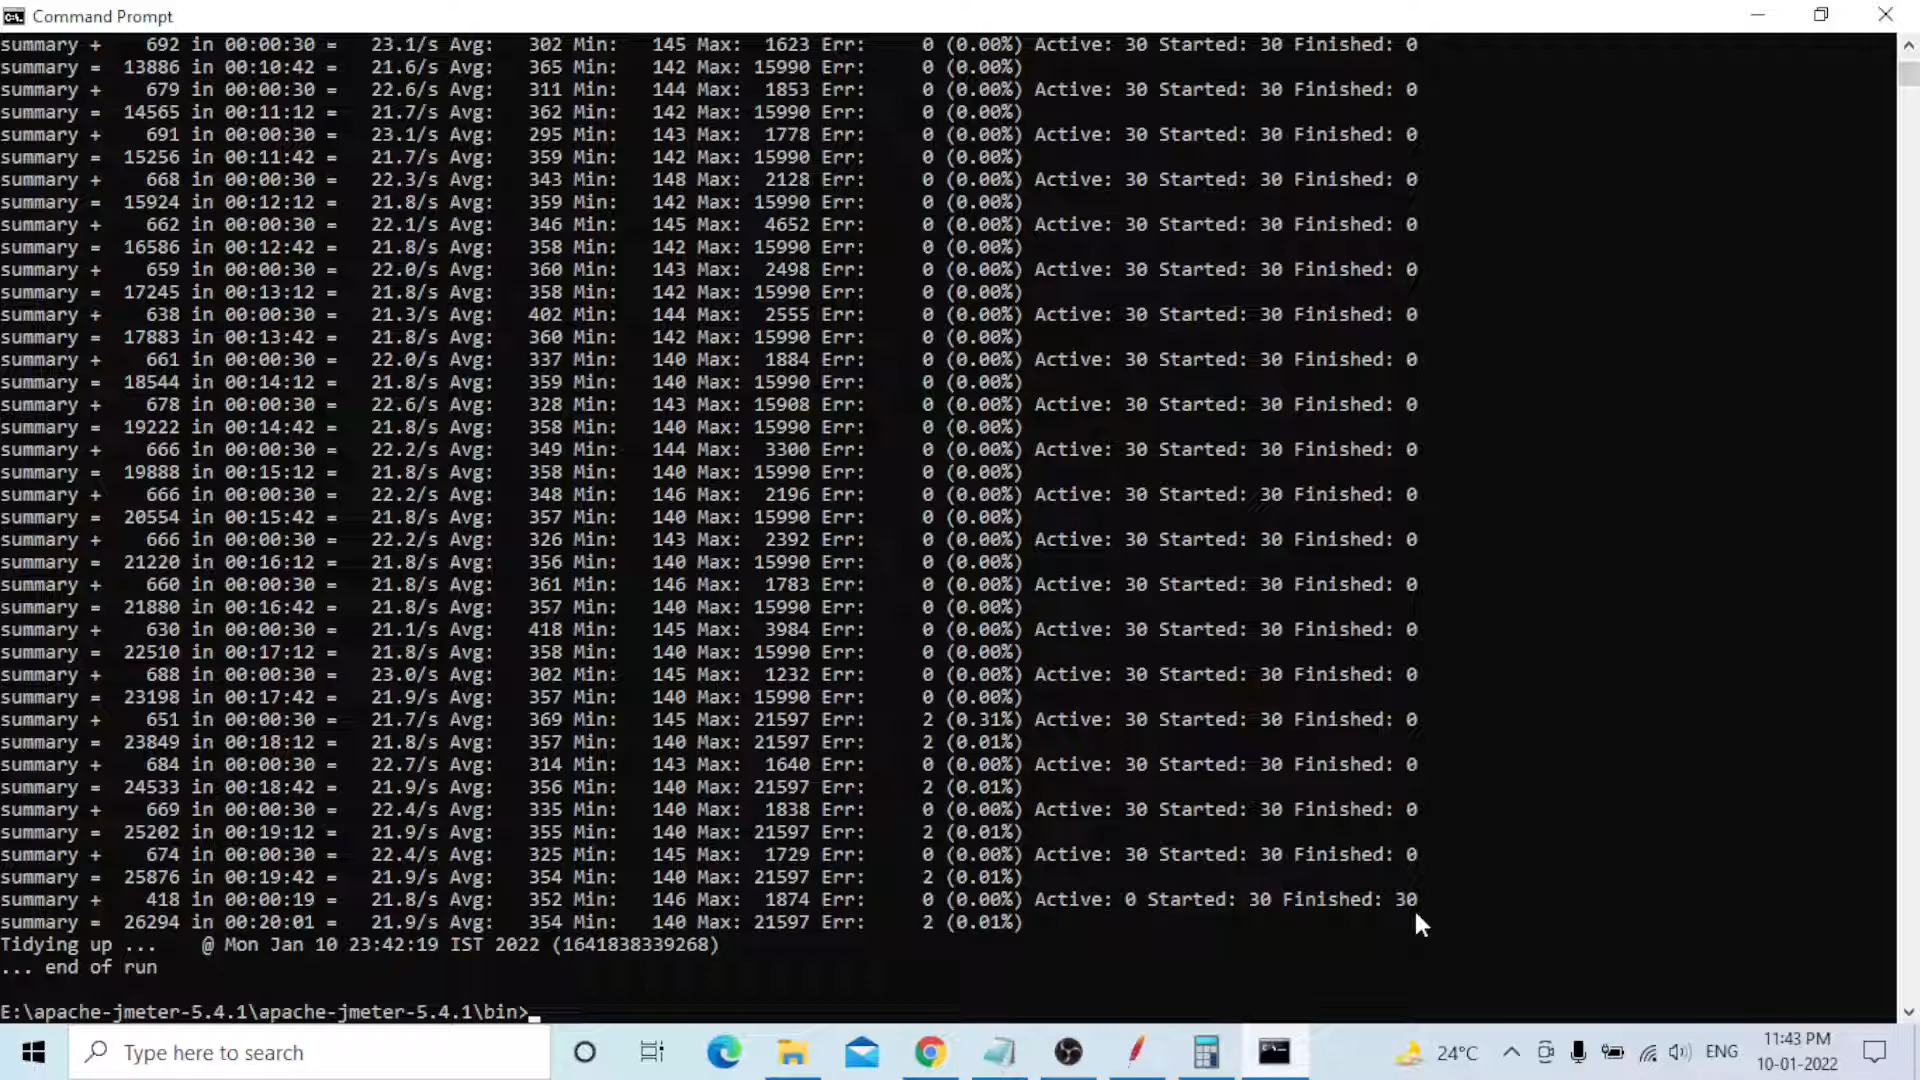 Command Prompt
summary +    692 in 00:00:30 =   23.1/s Avg:   302 Min:   145 Max:  1623 Err:     0 (0.00%) Active: 30 Started: 30 Finished: 0
summary =  13886 in 00:10:42 =   21.6/s Avg:   365 Min:   142 Max: 15990 Err:     0 (0.00%)
summary +    679 in 00:00:30 =   22.6/s Avg:   311 Min:   144 Max:  1853 Err:     0 (0.00%) Active: 30 Started: 30 Finished: 0
summary =  14565 in 00:11:12 =   21.7/s Avg:   362 Min:   142 Max: 15990 Err:     0 (0.00%)
summary +    691 in 00:00:30 =   23.1/s Avg:   295 Min:   143 Max:  1778 Err:     0 (0.00%) Active: 30 Started: 30 Finished: 0
summary =  15256 in 00:11:42 =   21.7/s Avg:   359 Min:   142 Max: 15990 Err:     0 (0.00%)
summary +    668 in 00:00:30 =   22.3/s Avg:   343 Min:   148 Max:  2128 Err:     0 (0.00%) Active: 30 Started: 30 Finished: 0
summary =  15924 in 00:12:12 =   21.8/s Avg:   359 Min:   142 Max: 15990 Err:     0 (0.00%)
summary +    662 in 00:00:30 =   22.1/s Avg:   346 Min:   145 Max:  4652 Err:     0 (0.00%) Active: 30 Started: 30 Finished: 0
summary =  16586 in 00:12:42 =   21.8/s Avg:   358 Min:   142 Max: 15990 Err:     0 (0.00%)
summary +    659 in 00:00:30 =   22.0/s Avg:   360 Min:   143 Max:  2498 Err:     0 (0.00%) Active: 30 Started: 30 Finished: 0
summary =  17245 in 00:13:12 =   21.8/s Avg:   358 Min:   142 Max: 15990 Err:     0 (0.00%)
summary +    638 in 00:00:30 =   21.3/s Avg:   402 Min:   144 Max:  2555 Err:     0 (0.00%) Active: 30 Started: 30 Finished: 0
summary =  17883 in 00:13:42 =   21.8/s Avg:   360 Min:   142 Max: 15990 Err:     0 (0.00%)
summary +    661 in 00:00:30 =   22.0/s Avg:   337 Min:   140 Max:  1884 Err:     0 (0.00%) Active: 30 Started: 30 Finished: 0
summary =  18544 in 00:14:12 =   21.8/s Avg:   359 Min:   140 Max: 15990 Err:     0 (0.00%)
summary +    678 in 00:00:30 =   22.6/s Avg:   328 Min:   143 Max: 15908 Err:     0 (0.00%) Active: 30 Started: 30 Finished: 0
summary =  19222 in 00:14:42 =   21.8/s Avg:   358 Min:   140 Max: 15990 Err:     0 (0.00%)
summary +    666 in 00:00:30 =   22.2/s Avg:   349 Min:   144 Max:  3300 Err:     0 (0.00%) Active: 30 Started: 30 Finished: 0
summary =  19888 in 00:15:12 =   21.8/s Avg:   358 Min:   140 Max: 15990 Err:     0 (0.00%)
summary +    666 in 00:00:30 =   22.2/s Avg:   348 Min:   146 Max:  2196 Err:     0 (0.00%) Active: 30 Started: 30 Finished: 0
summary =  20554 in 00:15:42 =   21.8/s Avg:   357 Min:   140 Max: 15990 Err:     0 (0.00%)
summary +    666 in 00:00:30 =   22.2/s Avg:   326 Min:   143 Max:  2392 Err:     0 (0.00%) Active: 30 Started: 30 Finished: 0
summary =  21220 in 00:16:12 =   21.8/s Avg:   356 Min:   140 Max: 15990 Err:     0 (0.00%)
summary +    660 in 00:00:30 =   21.8/s Avg:   361 Min:   146 Max:  1783 Err:     0 (0.00%) Active: 30 Started: 30 Finished: 0
summary =  21880 in 00:16:42 =   21.8/s Avg:   357 Min:   140 Max: 15990 Err:     0 (0.00%)
summary +    630 in 00:00:30 =   21.1/s Avg:   418 Min:   145 Max:  3984 Err:     0 (0.00%) Active: 30 Started: 30 Finished: 0
summary =  22510 in 00:17:12 =   21.8/s Avg:   358 Min:   140 Max: 15990 Err:     0 (0.00%)
summary +    688 in 00:00:30 =   23.0/s Avg:   302 Min:   145 Max:  1232 Err:     0 (0.00%) Active: 30 Started: 30 Finished: 0
summary =  23198 in 00:17:42 =   21.9/s Avg:   357 Min:   140 Max: 15990 Err:     0 (0.00%)
summary +    651 in 00:00:30 =   21.7/s Avg:   369 Min:   145 Max: 21597 Err:     2 (0.31%) Active: 30 Started: 30 Finished: 0
summary =  23849 in 00:18:12 =   21.8/s Avg:   357 Min:   140 Max: 21597 Err:     2 (0.01%)
summary +    684 in 00:00:30 =   22.7/s Avg:   314 Min:   143 Max:  1640 Err:     0 (0.00%) Active: 30 Started: 30 Finished: 0
summary =  24533 in 00:18:42 =   21.9/s Avg:   356 Min:   140 Max: 21597 Err:     2 (0.01%)
summary +    669 in 00:00:30 =   22.4/s Avg:   335 Min:   140 Max:  1838 Err:     0 (0.00%) Active: 30 Started: 30 Finished: 0
summary =  25202 in 00:19:12 =   21.9/s Avg:   355 Min:   140 Max: 21597 Err:     2 (0.01%)
summary +    674 in 00:00:30 =   22.4/s Avg:   325 Min:   145 Max:  1729 Err:     0 (0.00%) Active: 30 Started: 30 Finished: 0
summary =  25876 in 00:19:42 =   21.9/s Avg:   354 Min:   140 Max: 21597 Err:     2 (0.01%)
summary +    418 in 00:00:19 =   21.8/s Avg:   352 Min:   146 Max:  1874 Err:     0 (0.00%) Active: 0 Started: 30 Finished: 30
summary =  26294 in 00:20:01 =   21.9/s Avg:   354 Min:   140 Max: 21597 Err:     2 (0.01%)
Tidying up ...    @ Mon Jan 10 23:42:19 IST 2022 (1641838339268)
... end of run
E:\apache-jmeter-5.4.1\apache-jmeter-5.4.1\bin>
Type here to search
24°C
ENG
11:43 PM
10-01-2022